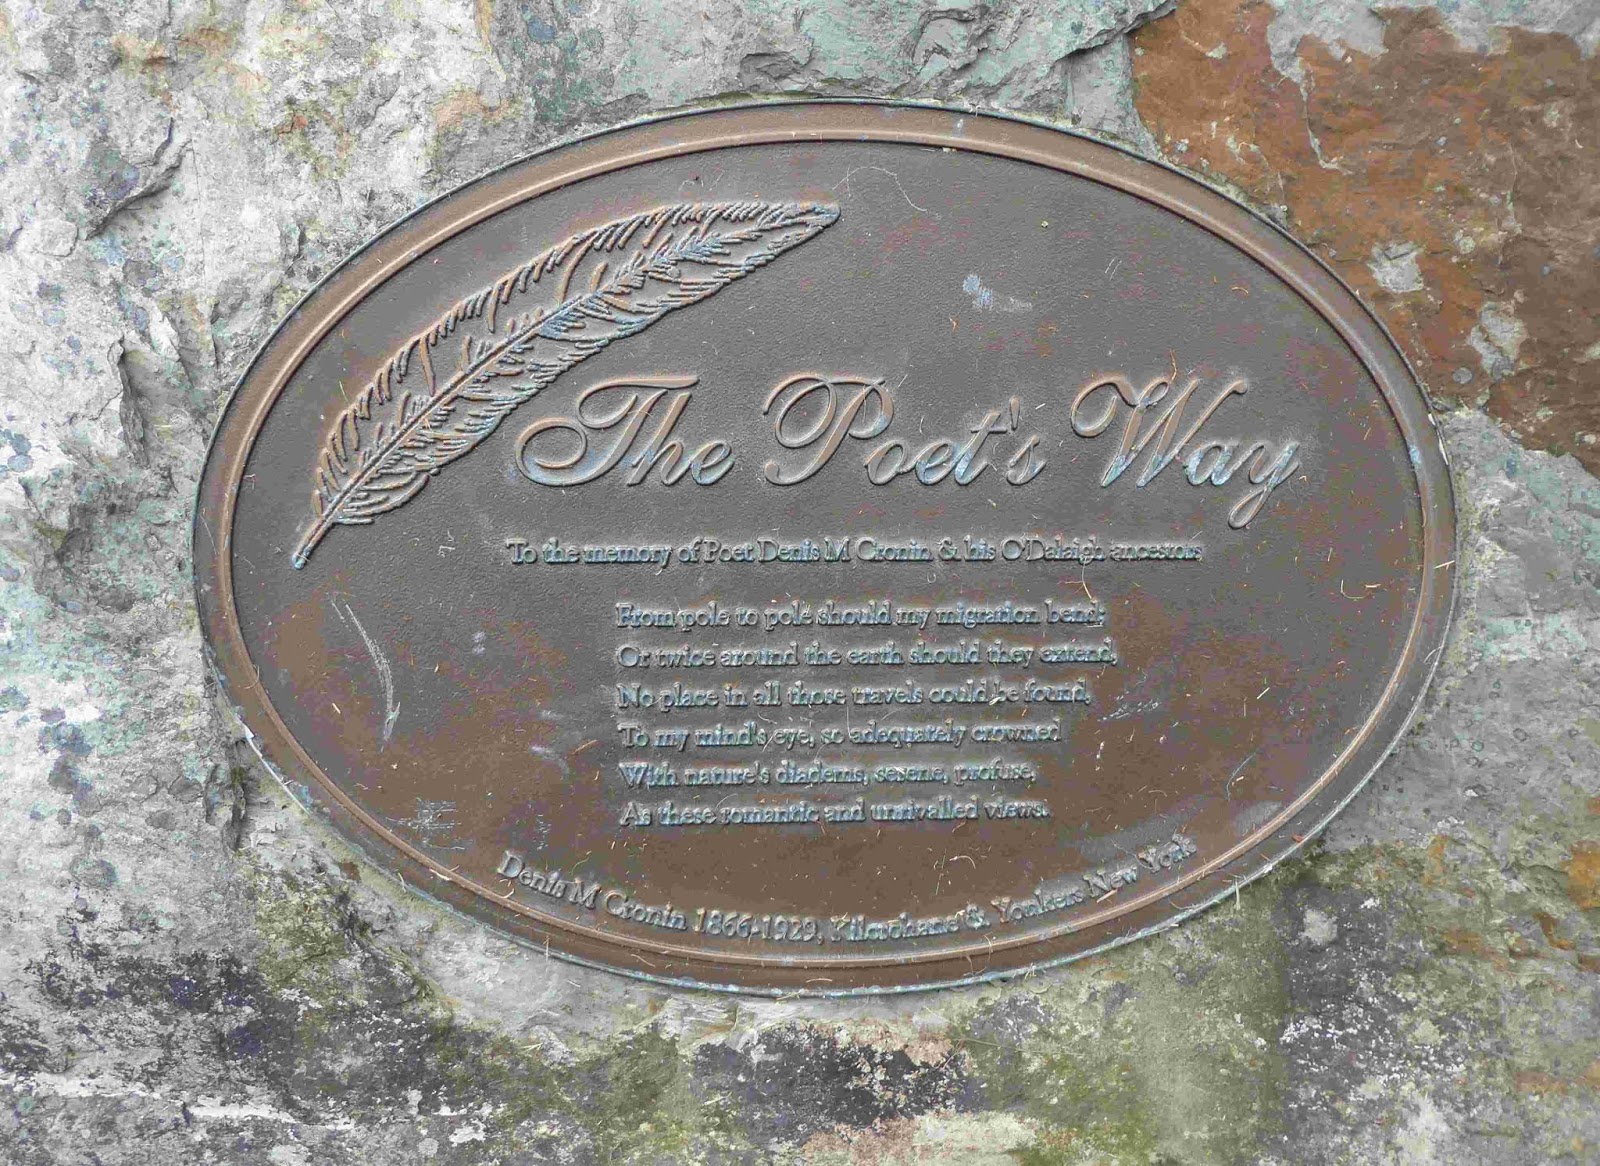 The Poet's Way
To the memory of Poet Denis M Cronin & his O'Dalaigh ancestors
From pole to pole should my migration bend;
Or twice around the earth should they extend,
No place in all those travels could be found,
To my mind's eye, so adequately crowned
With nature's diadems, serene, profuse,
As these romantic and unrivalled views.
Denis M Cronin 1866-1929, Kilcrohane & Yonkers New York